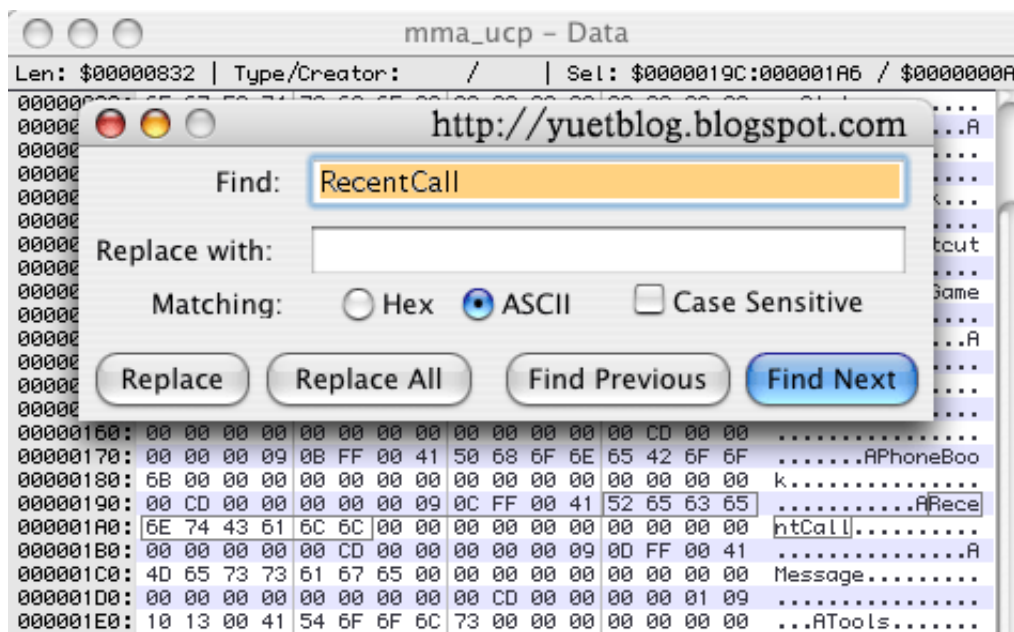 mma_ucp – Data
Len: $00000832 | Type/Creator: / | Sel: $0000019C:000001A6 / $0000000A
http://yuetblog.blogspot.com
Find: RecentCall
Replace with:
Matching: Hex ASCII Case Sensitive
Replace Replace All Find Previous Find Next
00000160: 00 00 00 00 00 00 00 00 00 00 00 00 00 CD 00 00 ................
00000170: 00 00 00 09 0B FF 00 41 50 68 6F 6E 65 42 6F 6F .......APhoneBoo
00000180: 6B 00 00 00 00 00 00 00 00 00 00 00 00 00 00 00 k...............
00000190: 00 CD 00 00 00 00 00 09 0C FF 00 41 52 65 63 65 ...........ARece
000001A0: 6E 74 43 61 6C 6C 00 00 00 00 00 00 00 00 00 00 ntCall..........
000001B0: 00 00 00 00 00 CD 00 00 00 00 00 09 0D FF 00 41 ...............A
000001C0: 4D 65 73 73 61 67 65 00 00 00 00 00 00 00 00 00 Message.........
000001D0: 00 00 00 00 00 00 00 00 00 CD 00 00 00 00 01 09 ................
000001E0: 10 13 00 41 54 6F 6F 6C 73 00 00 00 00 00 00 00 ...ATools.......